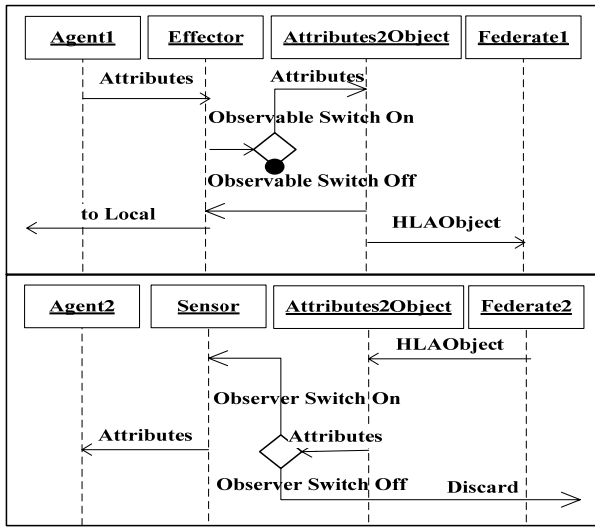 Agent1 Effector Attributes2Object Federate1
Attributes Attributes
Observable Switch On
Observable Switch Off
to Local
HLAObject
Agent2 Sensor Attributes2Object Federate2
HLAObject
Observer Switch On
Attributes Attributes
Observer Switch Off
Discard